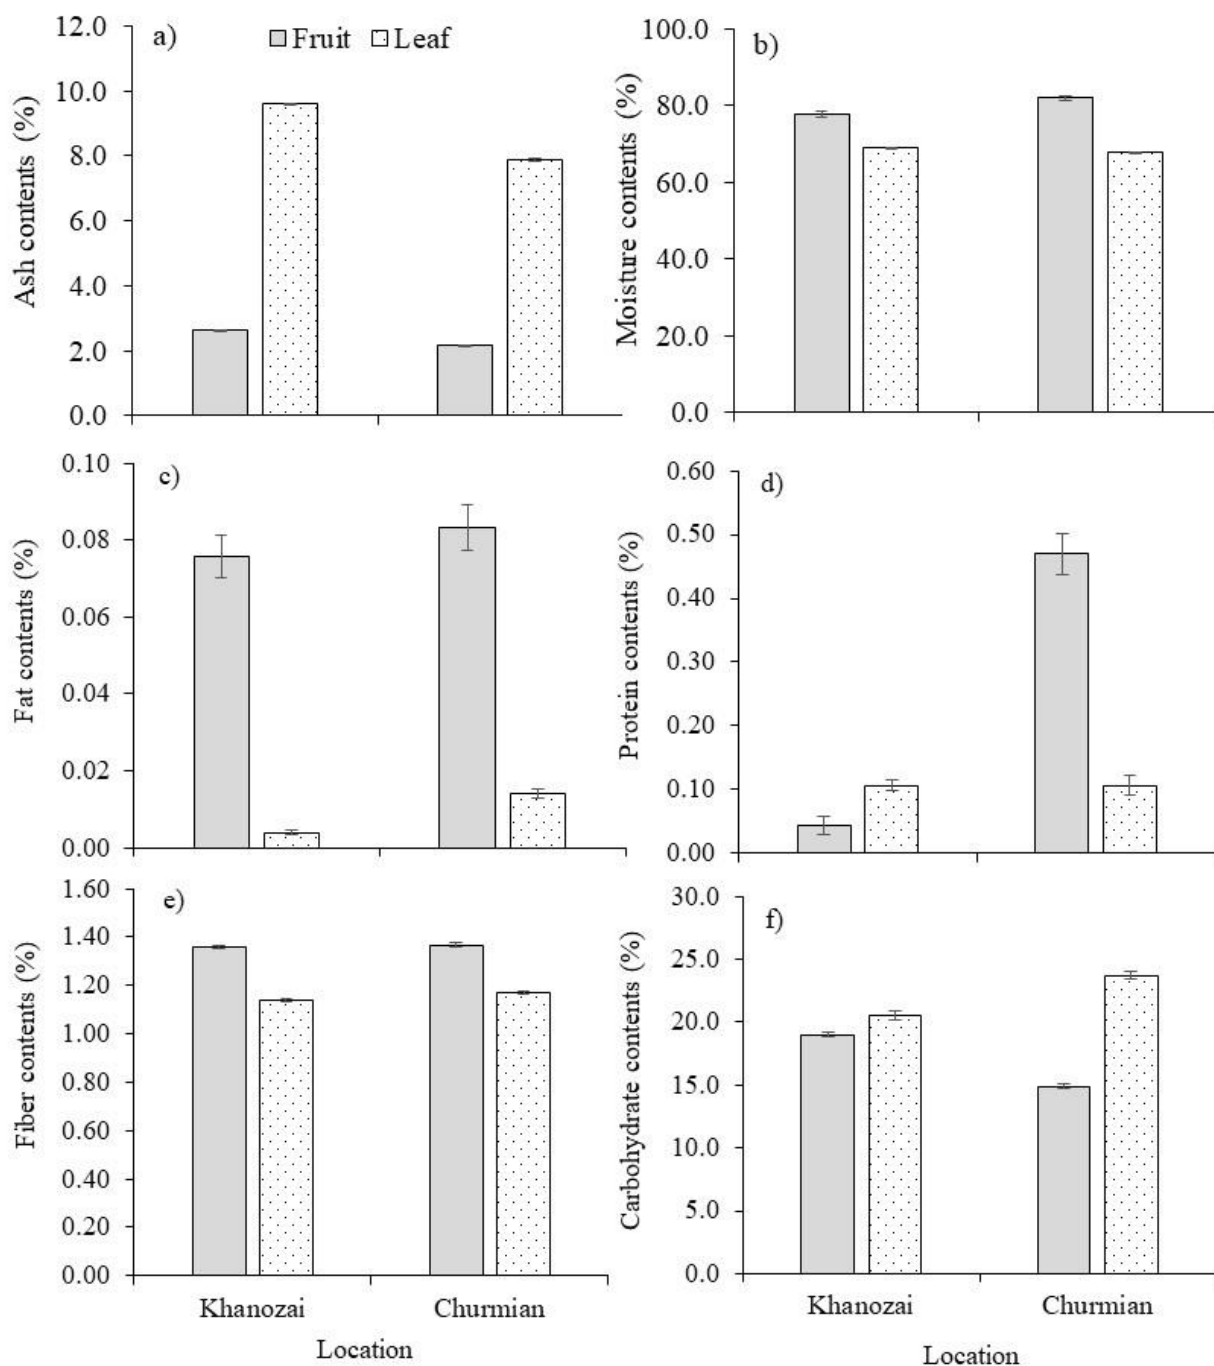 a)
Fruit Leaf
Ash contents (%)
12.0
10.0
8.0
6.0
4.0
2.0
0.0
b)
Moisture contents (%)
100.0
80.0
60.0
40.0
20.0
0.0
c)
Fat contents (%)
0.10
0.08
0.06
0.04
0.02
0.00
d)
Protein contents (%)
0.60
0.50
0.40
0.30
0.20
0.10
0.00
e)
Fiber contents (%)
1.60
1.40
1.20
1.00
0.80
0.60
0.40
0.20
0.00
Khanozai Churmian
Location
f)
Carbohydrate contents (%)
30.0
25.0
20.0
15.0
10.0
5.0
0.0
Khanozai Churmian
Location